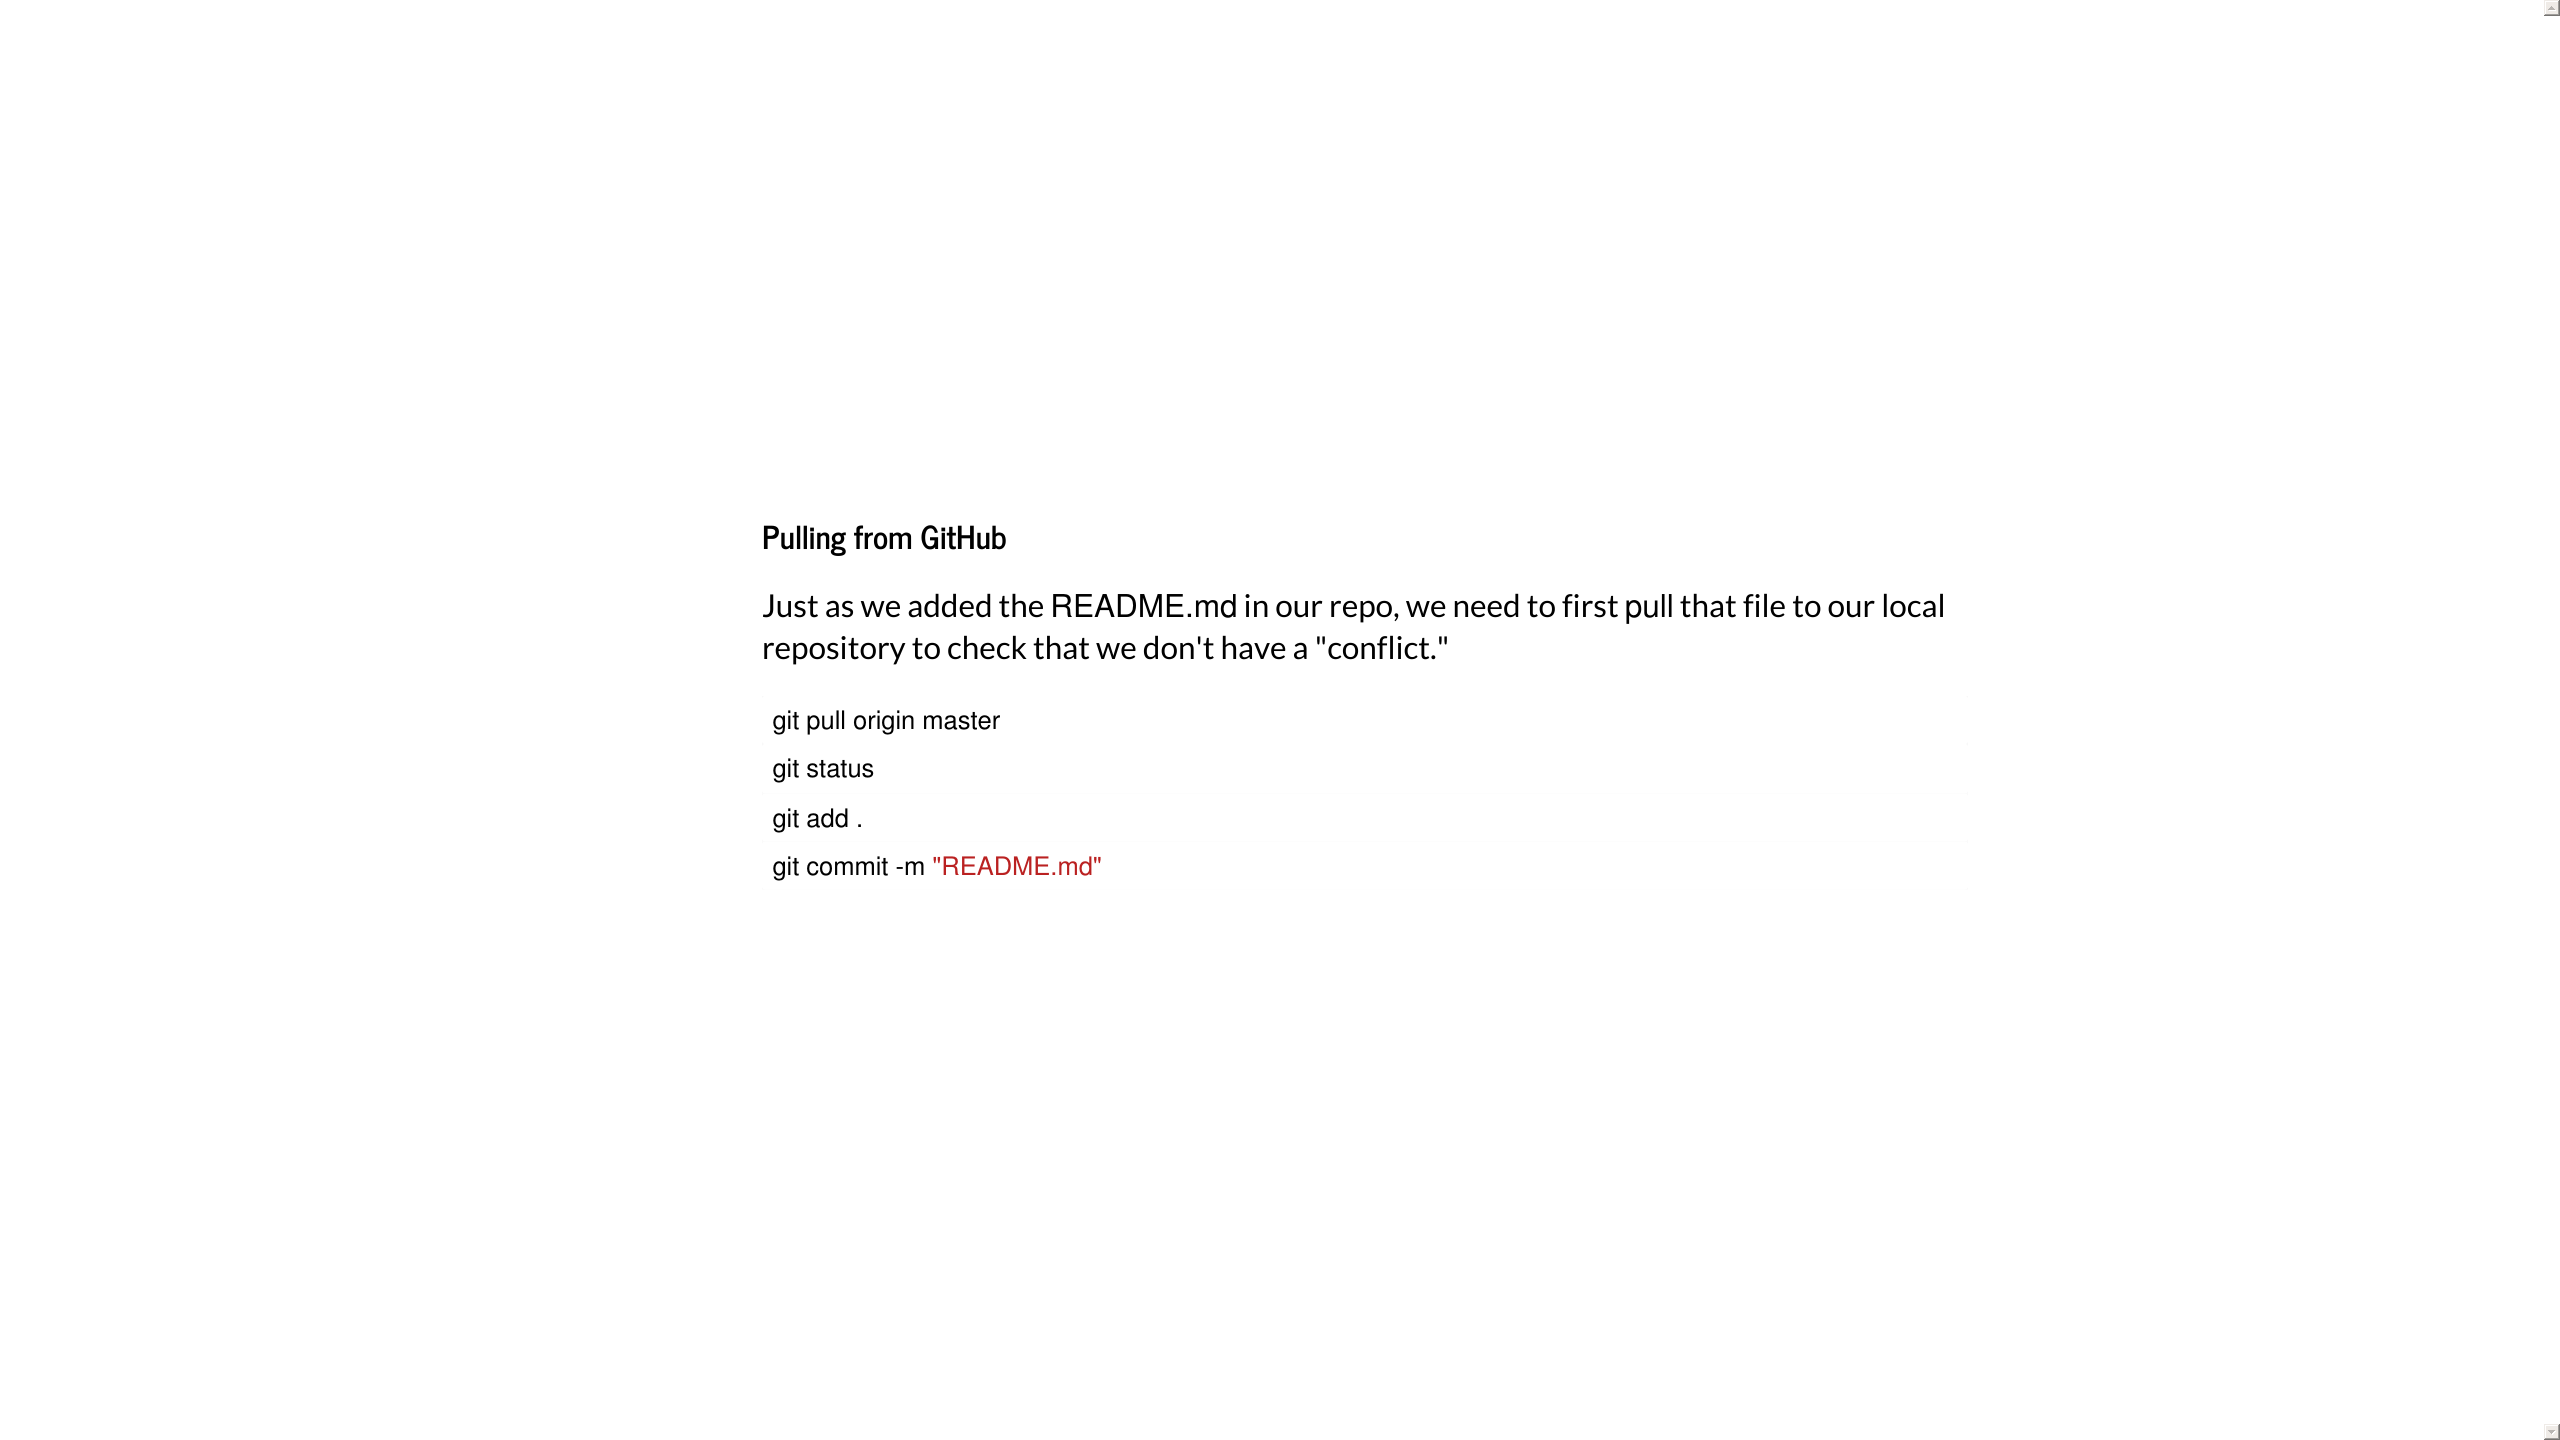 Pulling from GitHub
Just as we added the README.md in our repo, we need to first pull that file to our local
repository to check that we don't have a "conflict."
git pull origin master
git status
git add .
git commit -m "README.md"